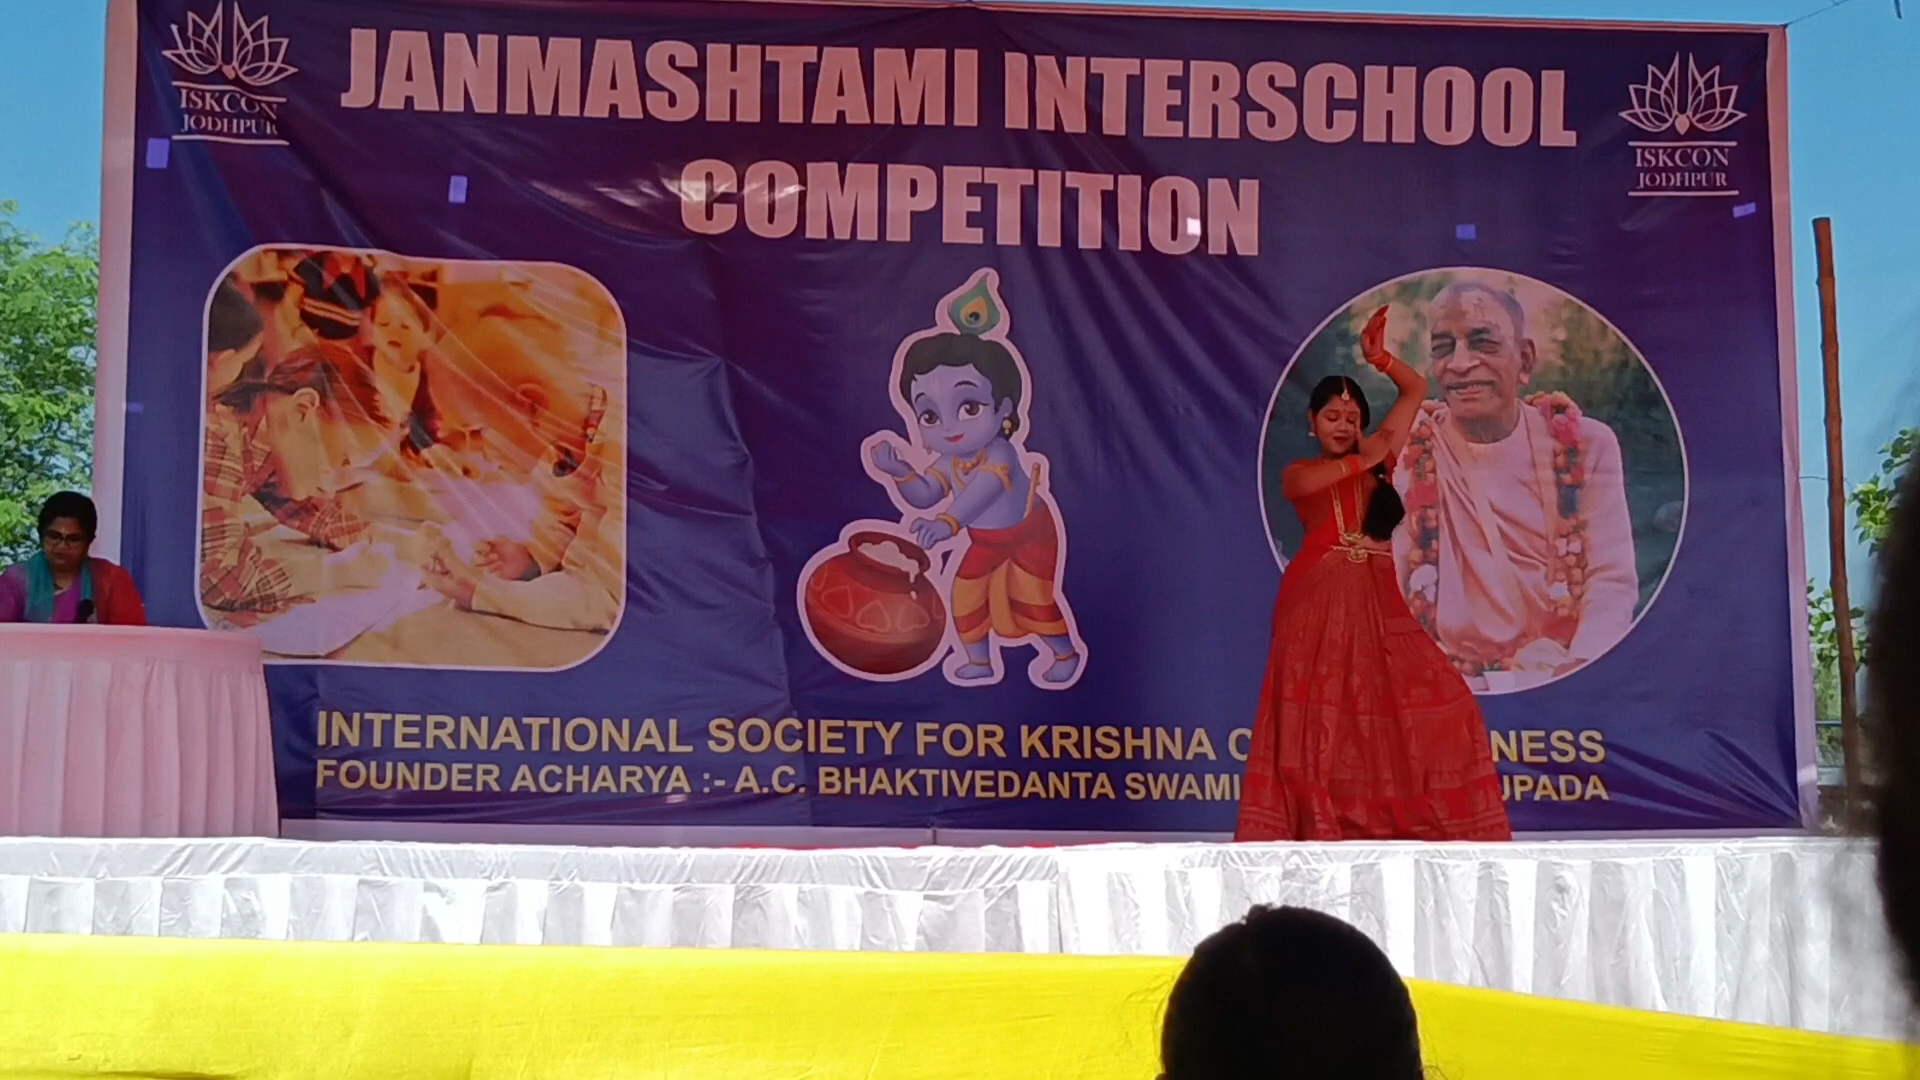 ISKCON
JODHPUR
JANMASHTAMI INTERSCHOOL
COMPETITION
ISKCON
JODHPUR
INTERNATIONAL SOCIETY FOR KRISHNA C NESS
FOUNDER ACHARYA :- A.C. BHAKTIVEDANTA SWAMI UPADA